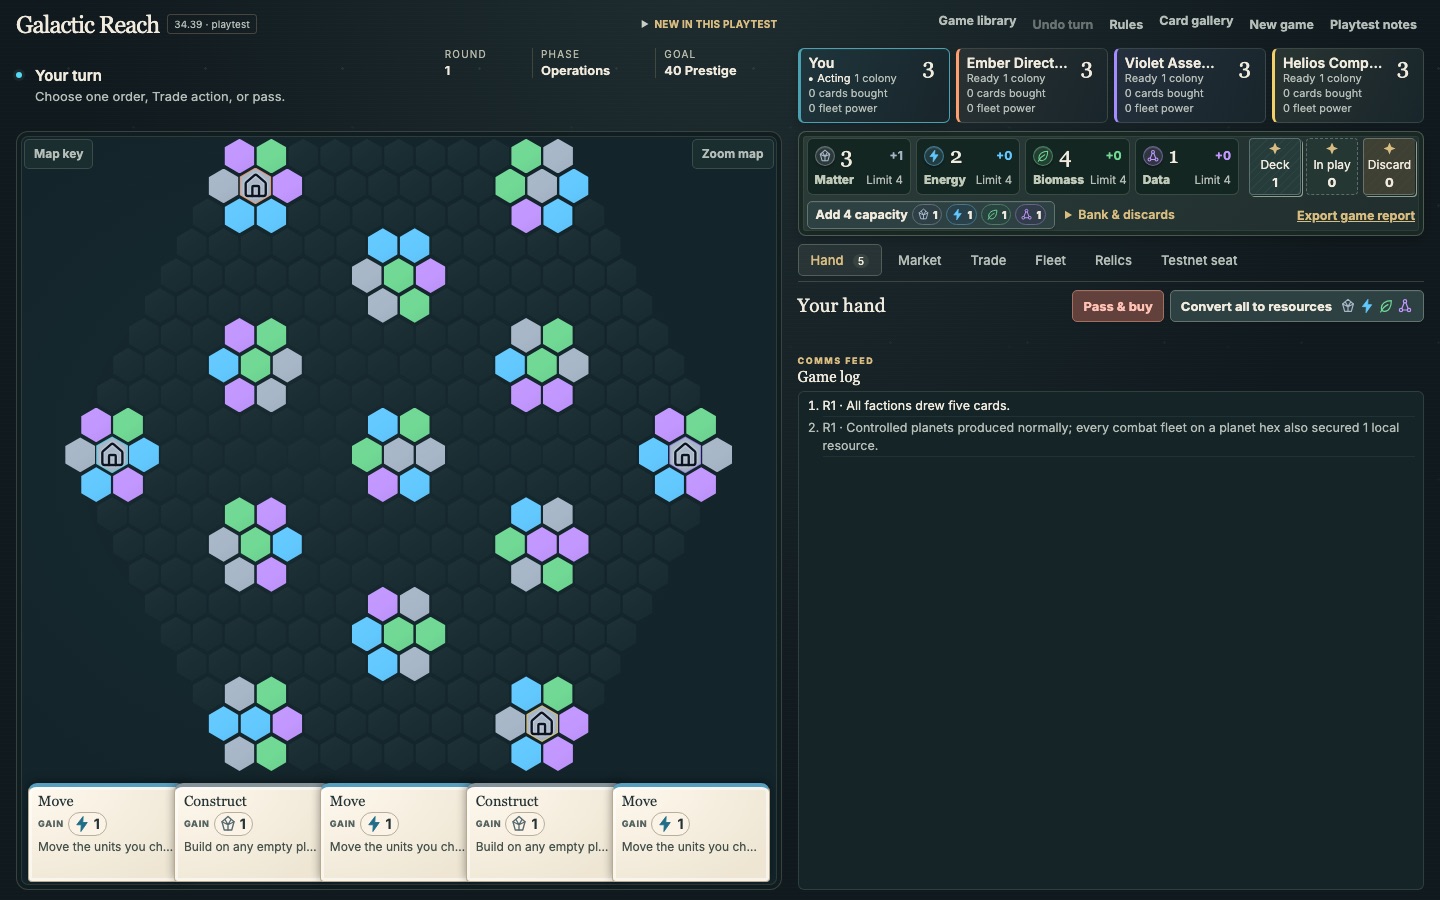 Galactic Reach
34.39 · playtest
NEW IN THIS PLAYTEST
Game library
Undo turn
Rules
Card gallery
New game
Playtest notes
Your turn
Choose one order, Trade action, or pass.
ROUND
1
PHASE
Operations
GOAL
40 Prestige
You
• Acting 1 colony
0 cards bought
0 fleet power
3
Ember Direct...
Ready 1 colony
0 cards bought
0 fleet power
3
Violet Asse...
Ready 1 colony
0 cards bought
0 fleet power
3
Helios Comp...
Ready 1 colony
0 cards bought
0 fleet power
3
Map key
Zoom map
3 +1
Matter Limit 4
2 +0
Energy Limit 4
4 +0
Biomass Limit 4
1 +0
Data Limit 4
Deck
1
In play
0
Discard
0
Add 4 capacity 1 1 1 1
Bank & discards
Export game report
Hand 5
Market
Trade
Fleet
Relics
Testnet seat
Your hand
Pass & buy
Convert all to resources
COMMS FEED
Game log
1. R1 · All factions drew five cards.
2. R1 · Controlled planets produced normally; every combat fleet on a planet hex also secured 1 local
resource.
Move
GAIN 1
Move the units you ch...
Construct
GAIN 1
Build on any empty pl...
Move
GAIN 1
Move the units you ch...
Construct
GAIN 1
Build on any empty pl...
Move
GAIN 1
Move the units you ch...